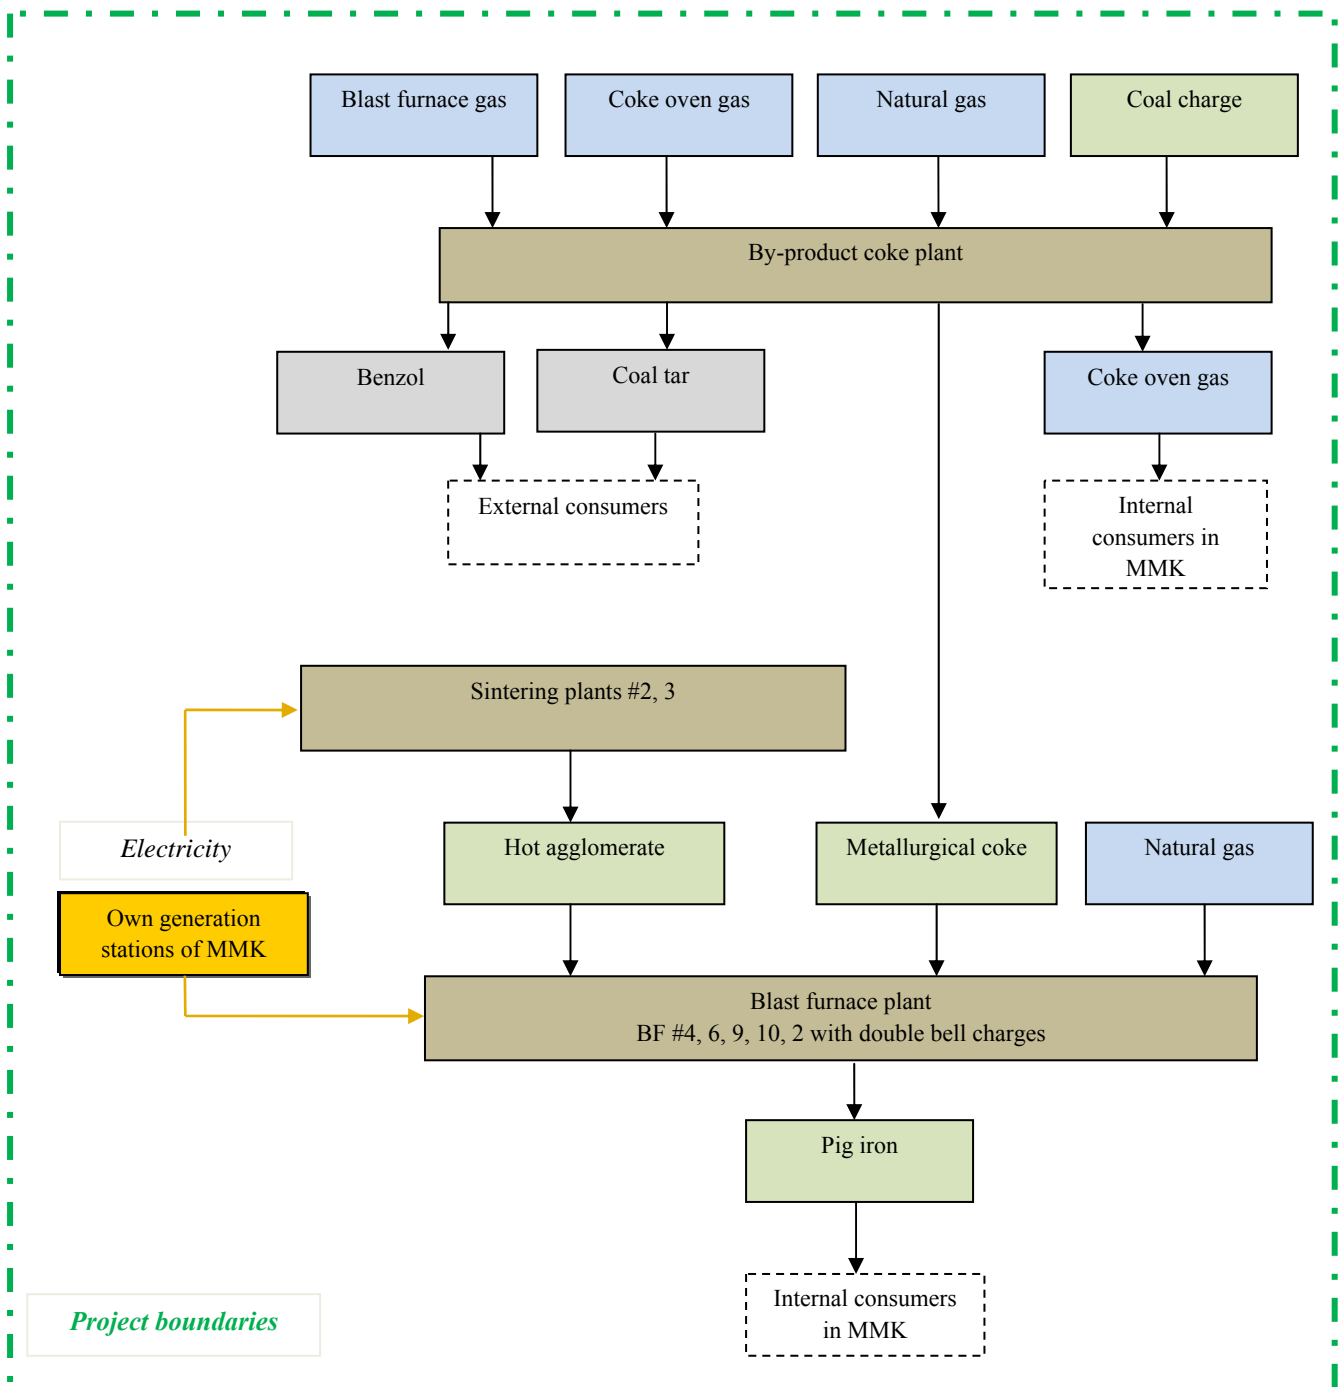 Blast furnace gas
Coke oven gas
Natural gas
Coal charge
By-product coke plant
Benzol
Coal tar
Coke oven gas
External consumers
Internal
consumers in
MMK
Sintering plants #2, 3
Electricity
Hot agglomerate
Metallurgical coke
Natural gas
Own generation
stations of MMK
Blast furnace plant
BF #4, 6, 9, 10, 2 with double bell charges
Pig iron
Internal consumers
in MMK
Project boundaries